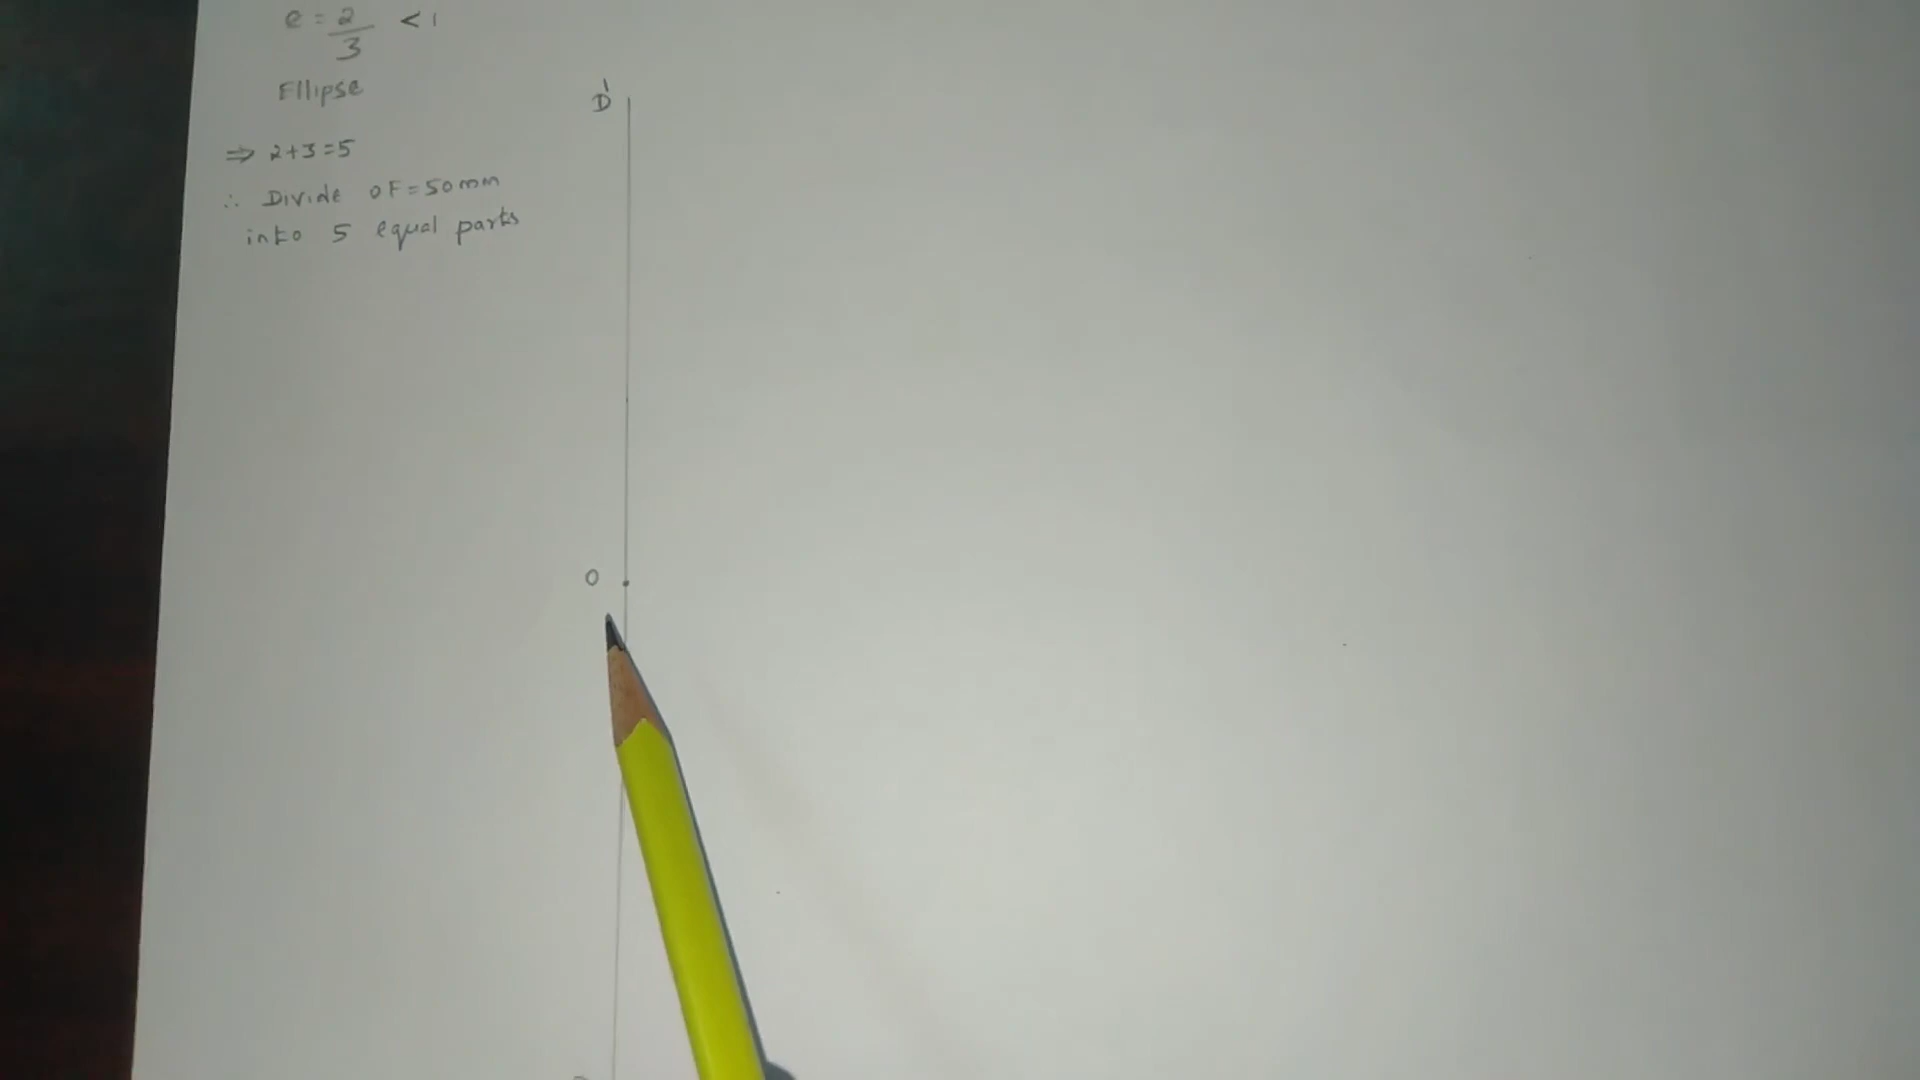 e = 2/3 < 1
Ellipse
⇒ 2+3=5
∴ Divide OF = 50mm
into 5 equal parts
D'
O